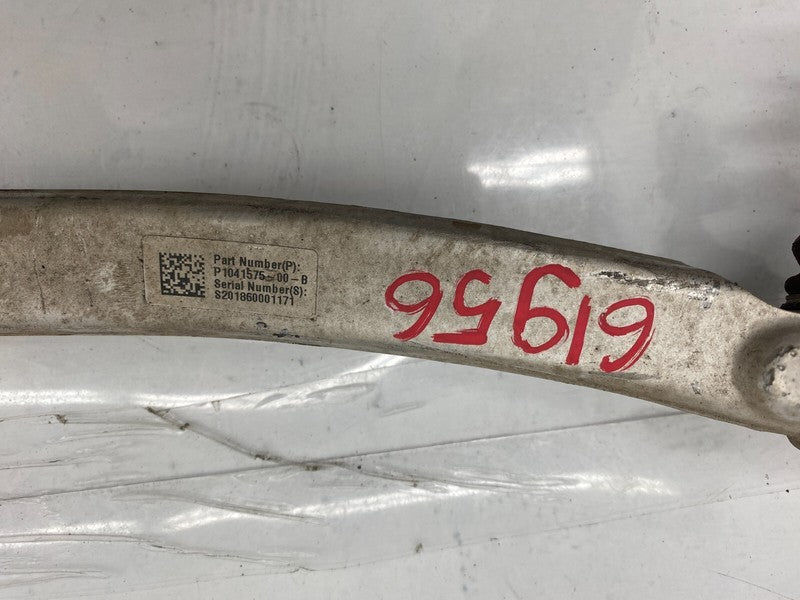 Part Number(P):
P1041575-00-B
Serial Number(S):
S201860001171
61956